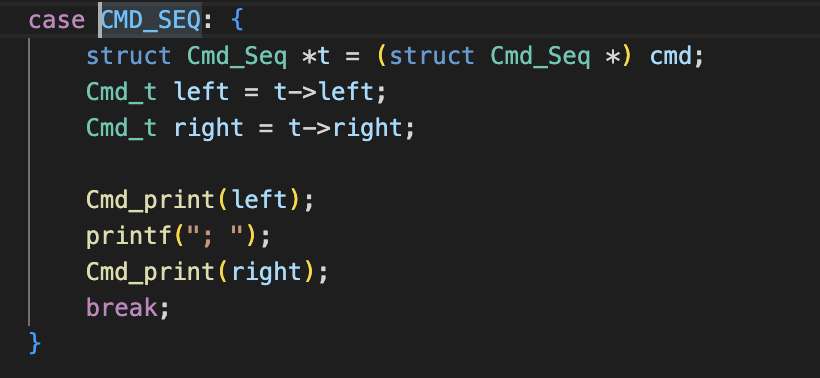 case CMD_SEQ: {
struct Cmd_Seq *t = (struct Cmd_Seq *) cmd;
Cmd_t left = t->left;
Cmd_t right = t->right;
Cmd_print(left);
printf("; ");
Cmd_print(right);
break;
}